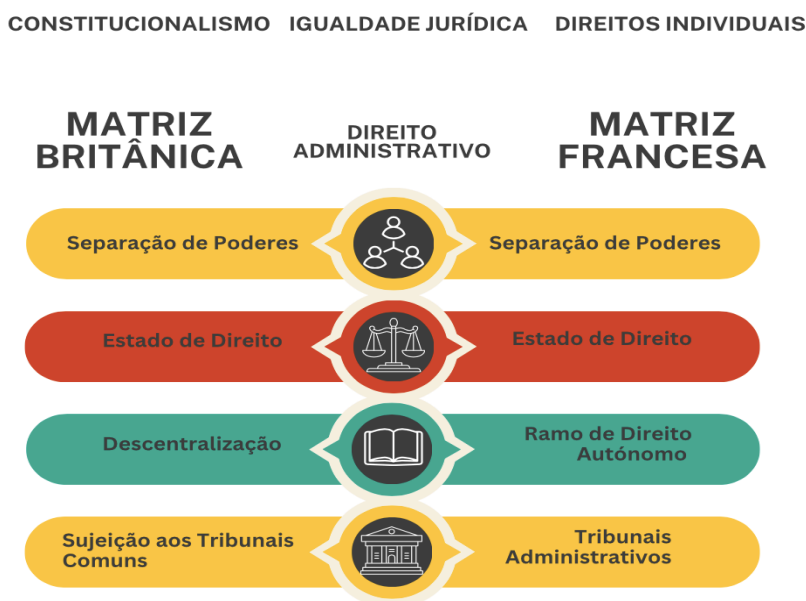 CONSTITUCIONALISMO IGUALDADE JURÍDICA DIREITOS INDIVIDUAIS
MATRIZ
BRITÂNICA
DIREITO
ADMINISTRATIVO
MATRIZ
FRANCESA
Separação de Poderes
Separação de Poderes
Estado de Direito
Estado de Direito
Descentralização
Ramo de Direito
Autónomo
Sujeição aos Tribunais
Comuns
Tribunais
Administrativos